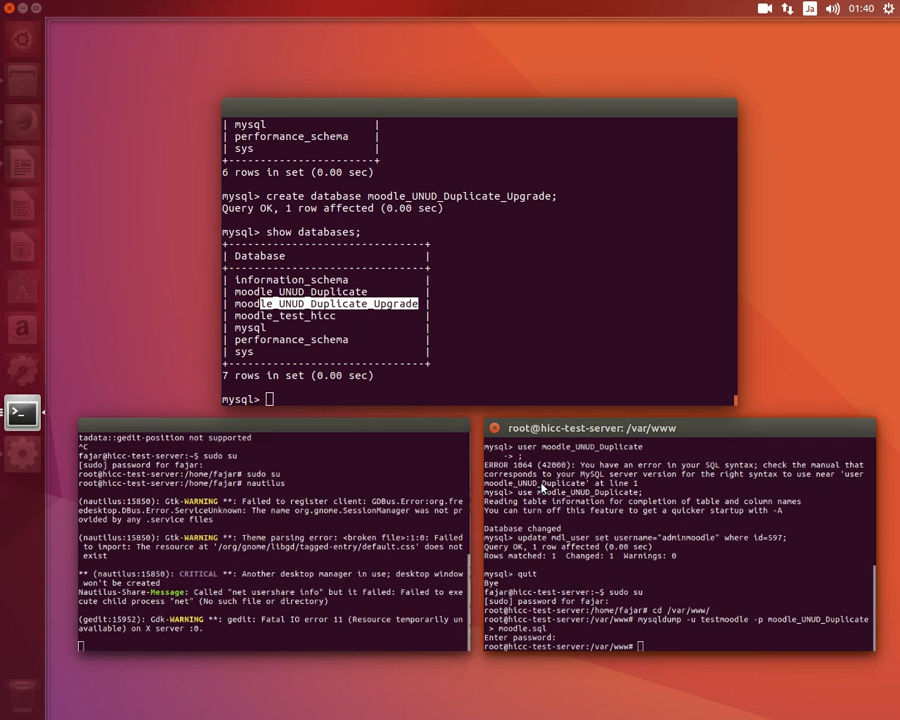 Ja
01:40
| mysql |
| performance_schema |
| sys |
+--------------------+
6 rows in set (0.00 sec)
mysql> create database moodle_UNUD_Duplicate_Upgrade;
Query OK, 1 row affected (0.00 sec)
mysql> show databases;
+-------------------------------+
| Database |
+-------------------------------+
| information_schema |
| moodle_UNUD_Duplicate |
| moodle_UNUD_Duplicate_Upgrade |
| moodle_test_hicc |
| mysql |
| performance_schema |
| sys |
+-------------------------------+
7 rows in set (0.00 sec)
mysql>
tadata::gedit-position not supported
^C
fajar@hicc-test-server:~$ sudo su
[sudo] password for fajar:
root@hicc-test-server:/home/fajar# sudo su
root@hicc-test-server:/home/fajar# nautilus
(nautilus:15850): Gtk-WARNING **: Failed to register client: GDBus.Error:org.fre
edesktop.DBus.Error.ServiceUnknown: The name org.gnome.SessionManager was not pr
ovided by any .service files
(nautilus:15850): Gtk-WARNING **: Theme parsing error: <broken file>:1:0: Failed
to import: The resource at '/org/gnome/libgd/tagged-entry/default.css' does not
exist
** (nautilus:15850): CRITICAL **: Another desktop manager in use; desktop window
won't be created
Nautilus-Share-Message: Called "net usershare info" but it failed: Failed to exe
cute child process "net" (No such file or directory)
(gedit:15952): Gtk-WARNING **: gedit: Fatal IO error 11 (Resource temporarily un
available) on X server :0.
root@hicc-test-server: /var/www
mysql> user moodle_UNUD_Duplicate
-> ;
ERROR 1064 (42000): You have an error in your SQL syntax; check the manual that
corresponds to your MySQL server version for the right syntax to use near 'user
moodle_UNUD_Duplicate' at line 1
mysql> use moodle_UNUD_Duplicate;
Reading table information for completion of table and column names
You can turn off this feature to get a quicker startup with -A
Database changed
mysql> update mdl_user set username="adminmoodle" where id=597;
Query OK, 1 row affected (0.00 sec)
Rows matched: 1  Changed: 1  Warnings: 0
mysql> quit
Bye
fajar@hicc-test-server:~$ sudo su
[sudo] password for fajar:
root@hicc-test-server:/home/fajar# cd /var/www/
root@hicc-test-server:/var/www# mysqldump -u testmoodle -p moodle_UNUD_Duplicate
> moodle.sql
Enter password:
root@hicc-test-server:/var/www#